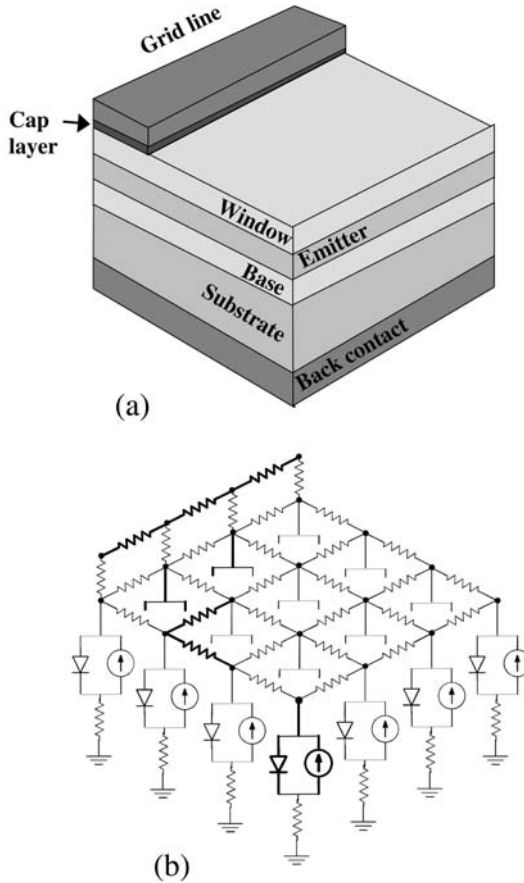 Grid line
Cap
layer
Window
Emitter
Base
Substrate
Back contact
(a)
(b)